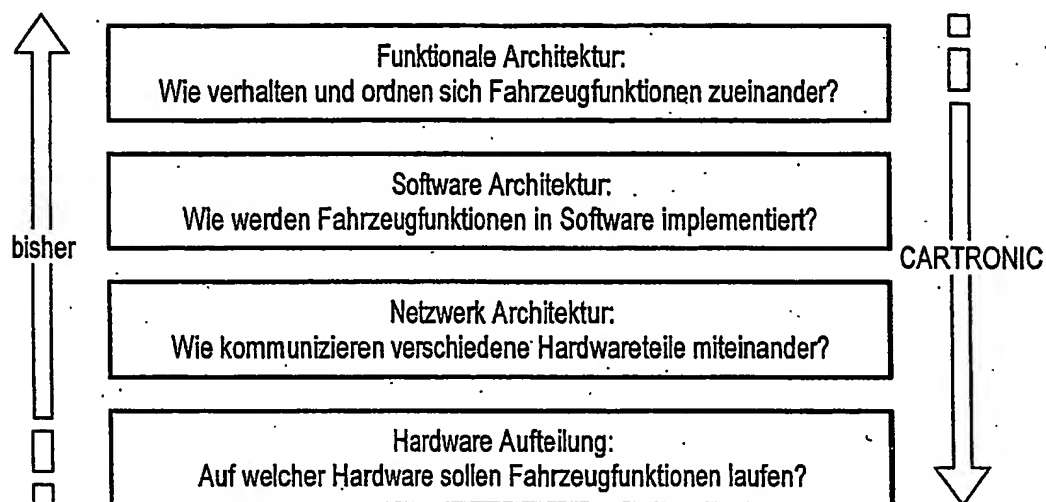 Funktionale Architektur:
Wie verhalten und ordnen sich Fahrzeugfunktionen zueinander?
Software Architektur:
Wie werden Fahrzeugfunktionen in Software implementiert?
bisher
CARTRONIC
Netzwerk Architektur:
Wie kommunizieren verschiedene Hardwareteile miteinander?
Hardware Aufteilung:
Auf welcher Hardware sollen Fahrzeugfunktionen laufen?